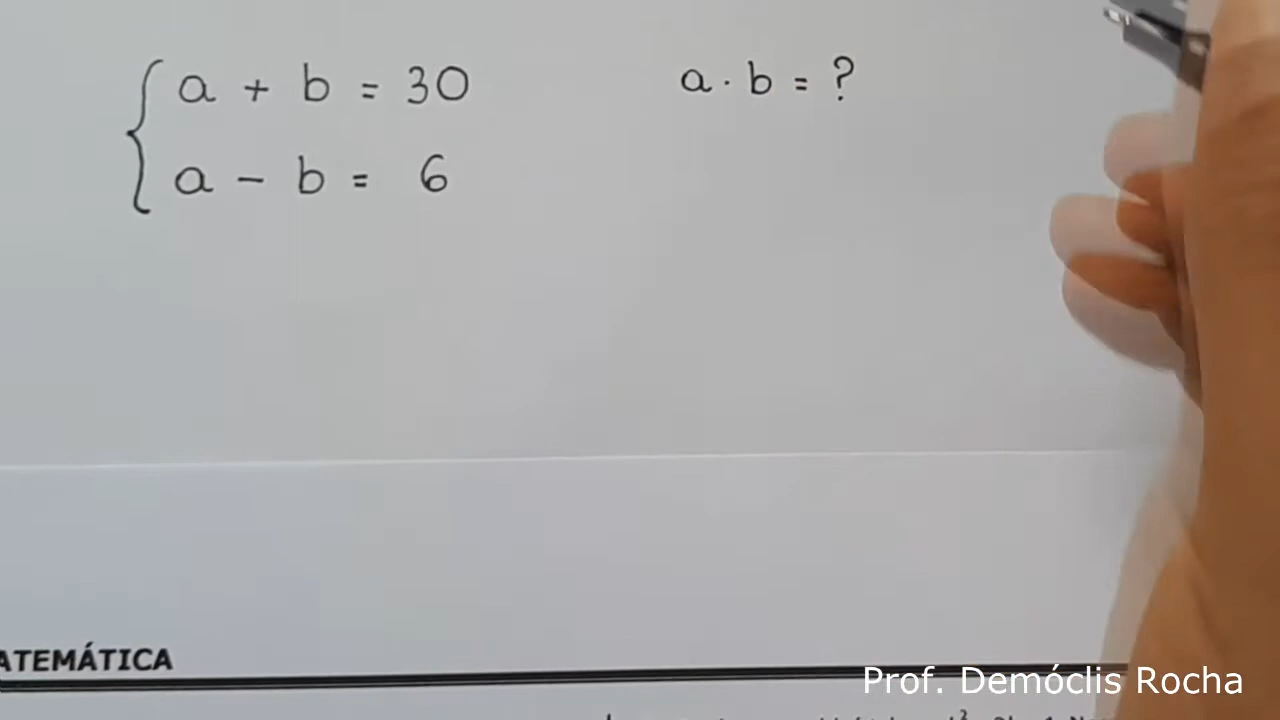 a + b = 30
a · b = ?
a - b = 6
ATEMÁTICA
Prof. Demóclis Rocha